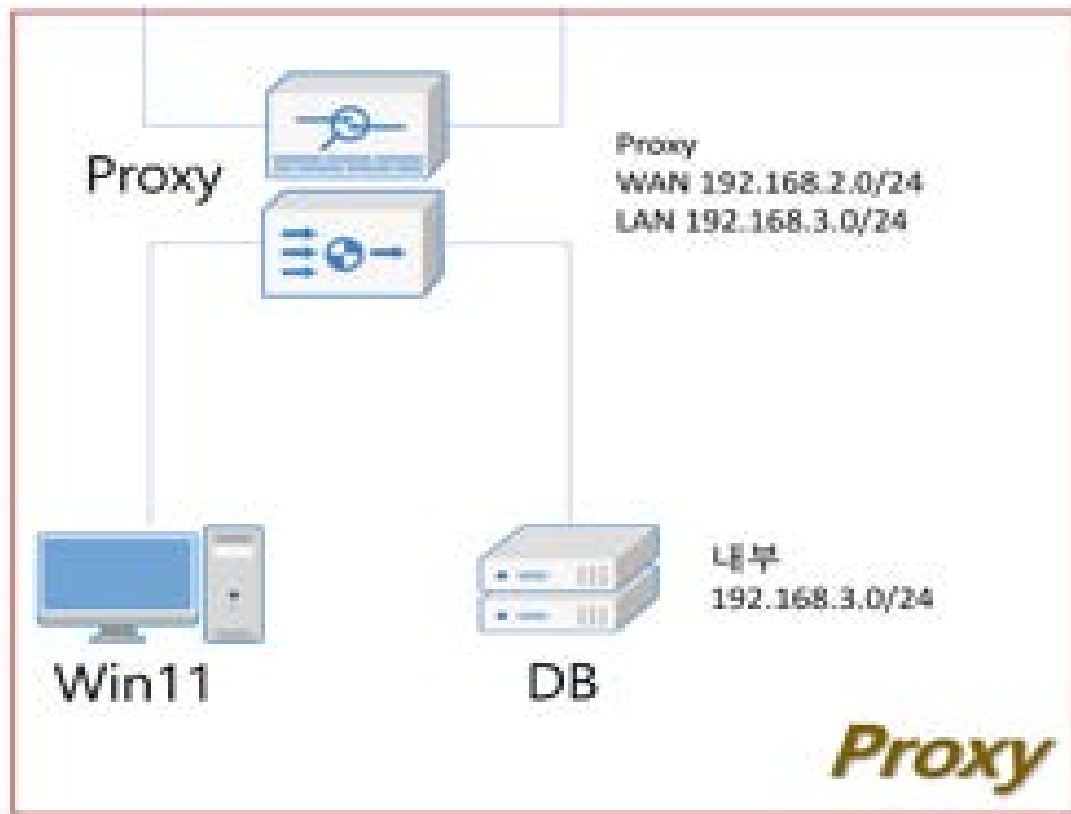 Proxy
Proxy
WAN 192.168.2.0/24
LAN 192.168.3.0/24
내부
192.168.3.0/24
Win11
DB
Proxy